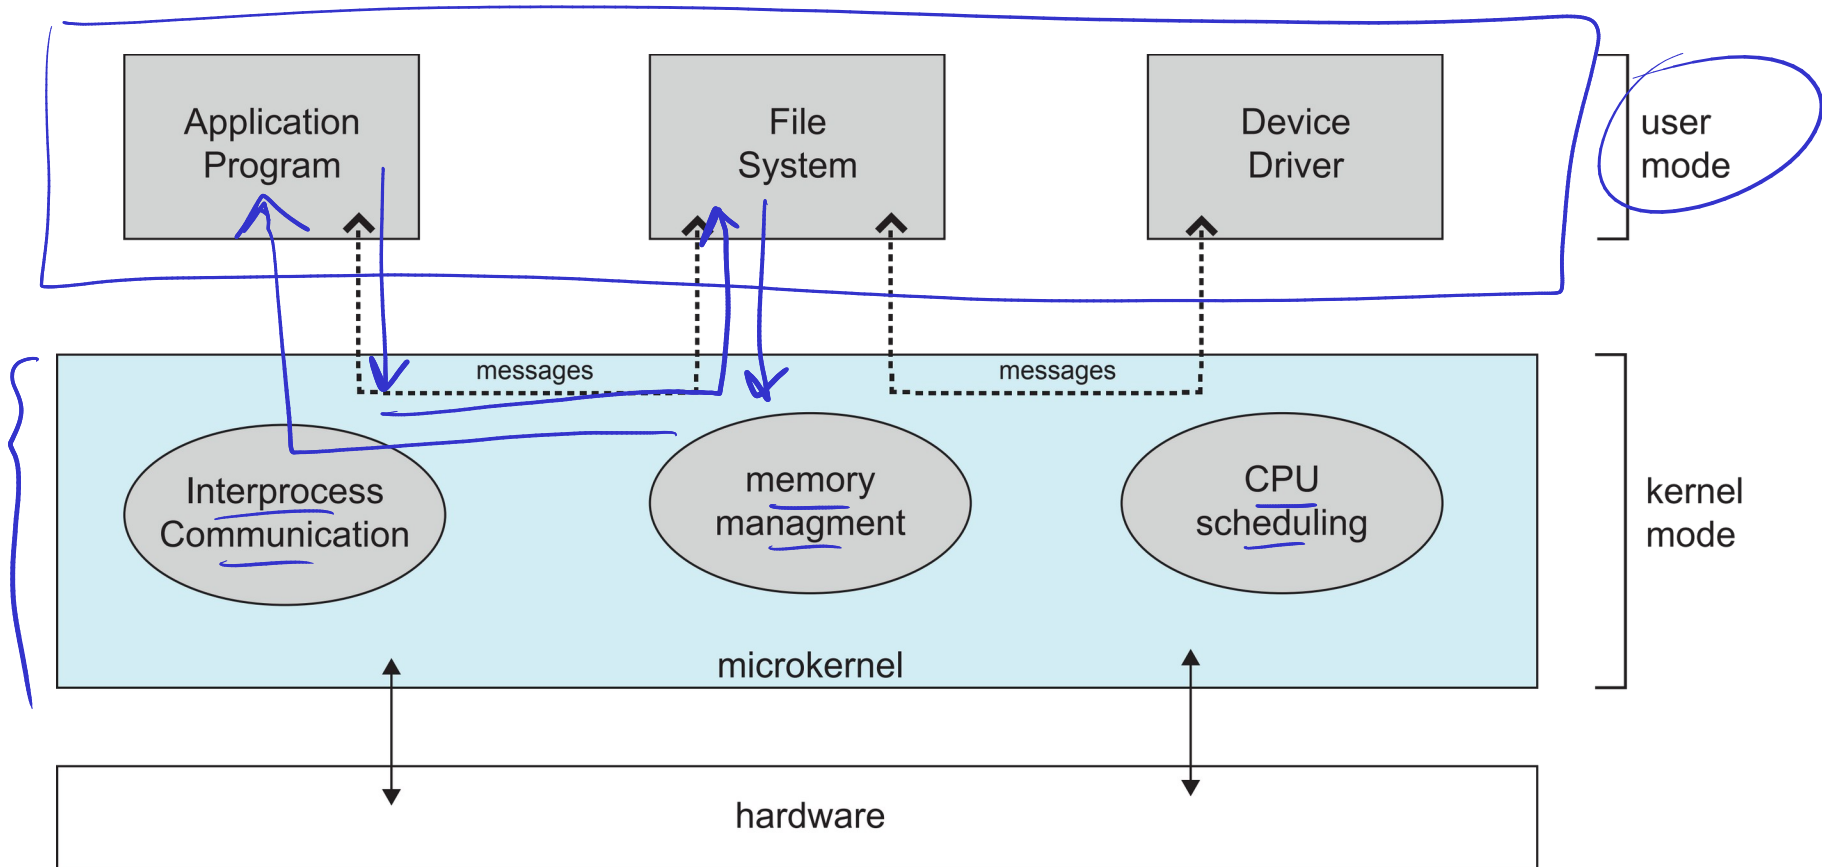 Application
Program
File
System
Device
Driver
user
mode
messages
messages
Interprocess
Communication
memory
managment
CPU
scheduling
kernel
mode
microkernel
hardware